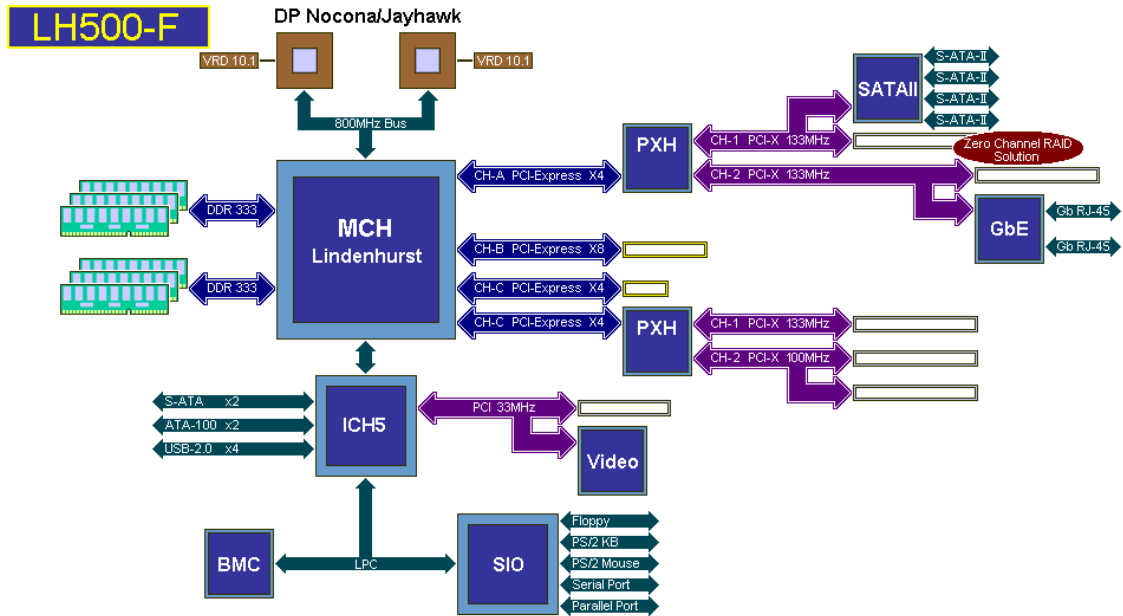 LH500-F
DP Nocona/Jayhawk
VRD 10.1
VRD 10.1
800MHz Bus
MCH
Lindenhurst
DDR 333
DDR 333
CH-A PCI-Express X4
CH-B PCI-Express X8
CH-C PCI-Express X4
CH-C PCI-Express X4
PXH
CH-1 PCI-X 133MHz
CH-2 PCI-X 133MHz
SATAII
S-ATA-II
S-ATA-II
S-ATA-II
S-ATA-II
Zero Channel RAID
Solution
GbE
Gb RJ-45
Gb RJ-45
PXH
CH-1 PCI-X 133MHz
CH-2 PCI-X 100MHz
ICH5
S-ATA x2
ATA-100 x2
USB-2.0 x4
PCI 33MHz
Video
BMC
LPC
SIO
Floppy
PS/2 KB
PS/2 Mouse
Serial Port
Parallel Port